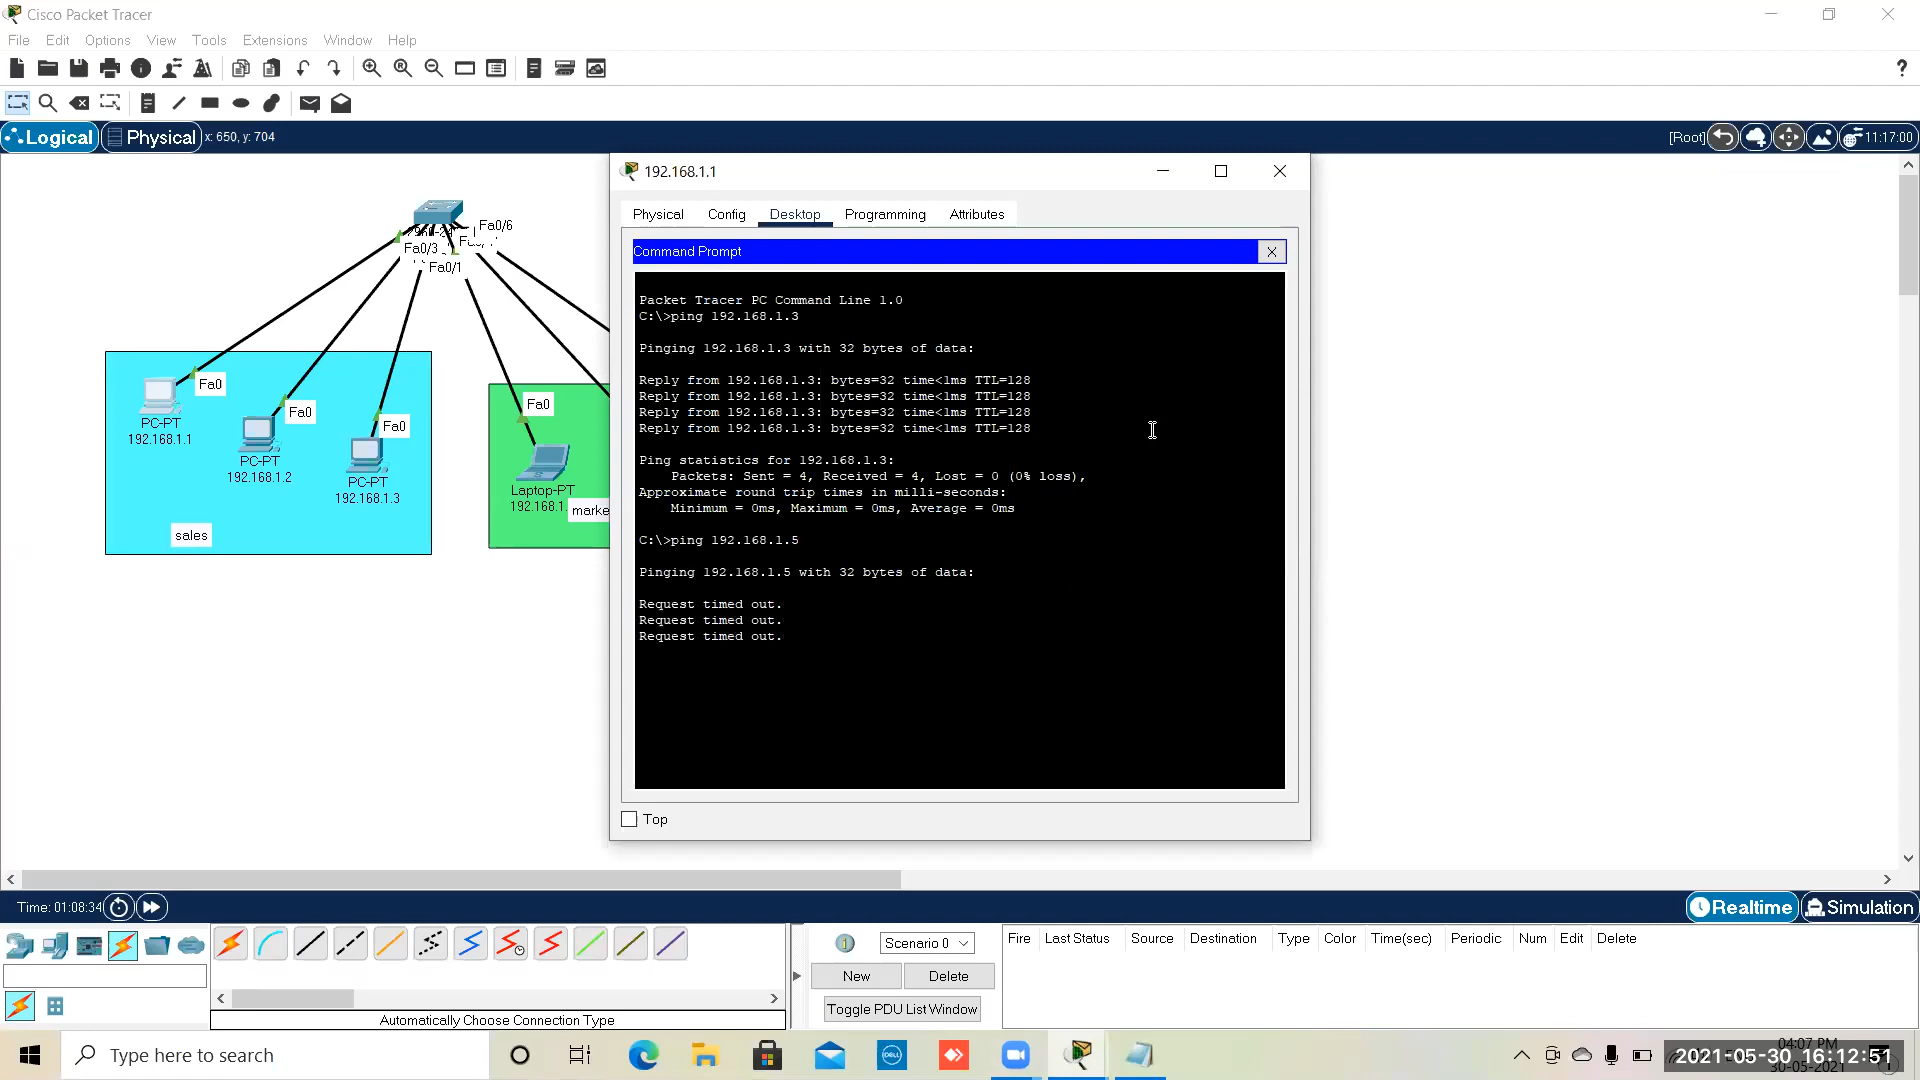 Cisco Packet Tracer
File Edit Options View Tools Extensions Window Help
?
Logical Physical x: 650, y: 704 [Root] 11:17:00
192.168.1.1
Physical Config Desktop Programming Attributes
Command Prompt X
Packet Tracer PC Command Line 1.0
C:\>ping 192.168.1.3
Pinging 192.168.1.3 with 32 bytes of data:
Reply from 192.168.1.3: bytes=32 time<1ms TTL=128
Reply from 192.168.1.3: bytes=32 time<1ms TTL=128
Reply from 192.168.1.3: bytes=32 time<1ms TTL=128
Reply from 192.168.1.3: bytes=32 time<1ms TTL=128
Ping statistics for 192.168.1.3:
Packets: Sent = 4, Received = 4, Lost = 0 (0% loss),
Approximate round trip times in milli-seconds:
Minimum = 0ms, Maximum = 0ms, Average = 0ms
C:\>ping 192.168.1.5
Pinging 192.168.1.5 with 32 bytes of data:
Request timed out.
Request timed out.
Request timed out.
Top
Fa0/6
Fa0/3
Fa0/1
Fa0
PC-PT
192.168.1.1
Fa0
PC-PT
192.168.1.2
Fa0
PC-PT
192.168.1.3
sales
Fa0
Laptop-PT
192.168.1.
marke
Time: 01:08:34 Realtime Simulation
Scenario 0
New Delete
Toggle PDU List Window
Fire Last Status Source Destination Type Color Time(sec) Periodic Num Edit Delete
Automatically Choose Connection Type
Type here to search
DELL
04:07 PM
2021-05-30 16:12:51
30-05-2021